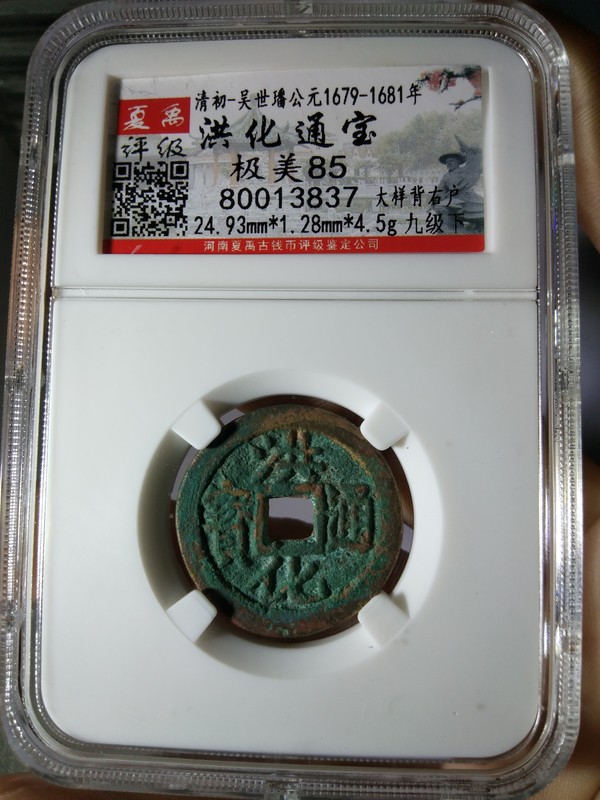 夏禹
评级
清初-吴世璠公元1679-1681年
洪化通宝
极美85
80013837 大样背右户
24.93mm*1.28mm*4.5g 九级下
河南夏禹古钱币评级鉴定公司
洪化通寳